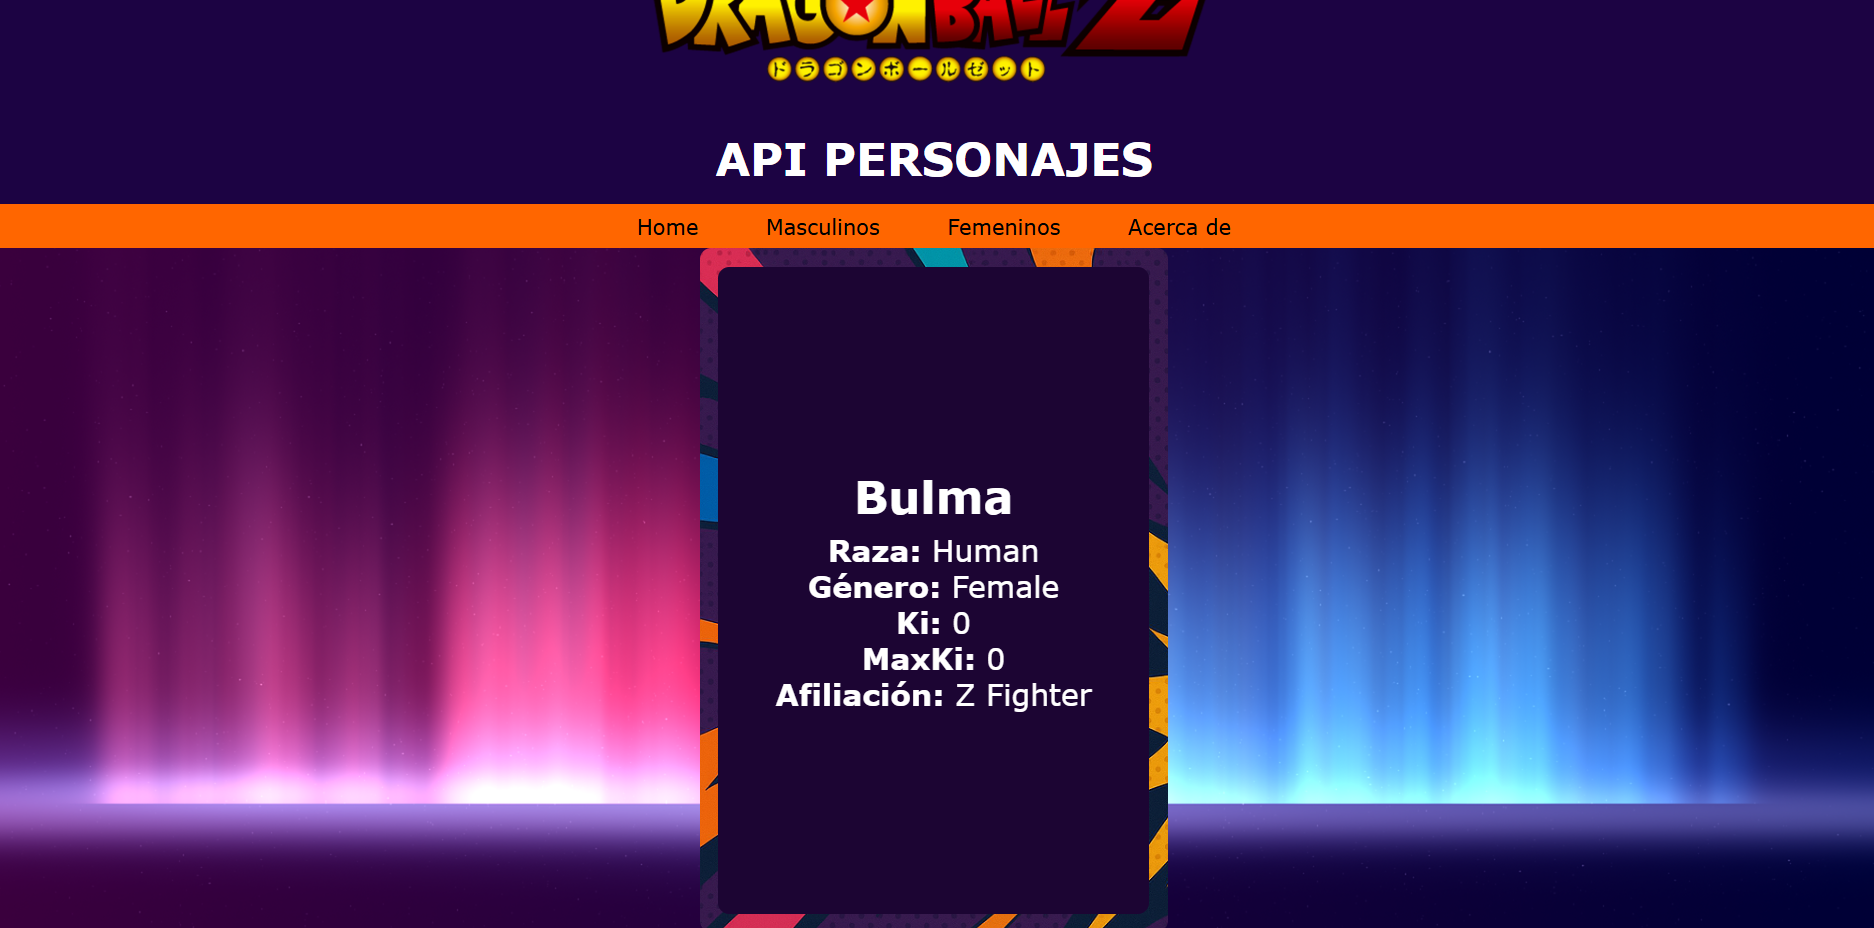 DRAGON BALL Z
ドラゴンボールゼット
API PERSONAJES
Home Masculinos Femeninos Acerca de
Bulma
Raza: Human
Género: Female
Ki: 0
MaxKi: 0
Afiliación: Z Fighter